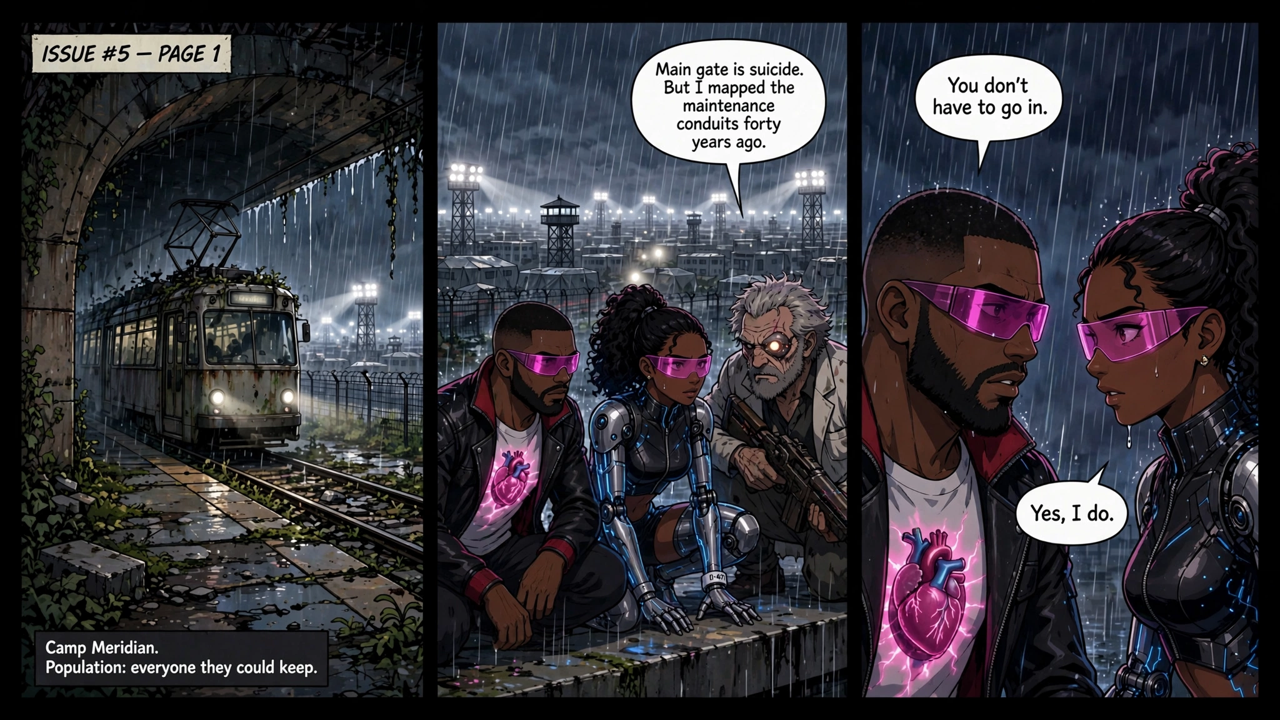 ISSUE #5 — PAGE 1
Camp Meridian.
Population: everyone they could keep.
Main gate is suicide.
But I mapped the
maintenance
conduits forty
years ago.
You don't
have to go in.
Yes, I do.